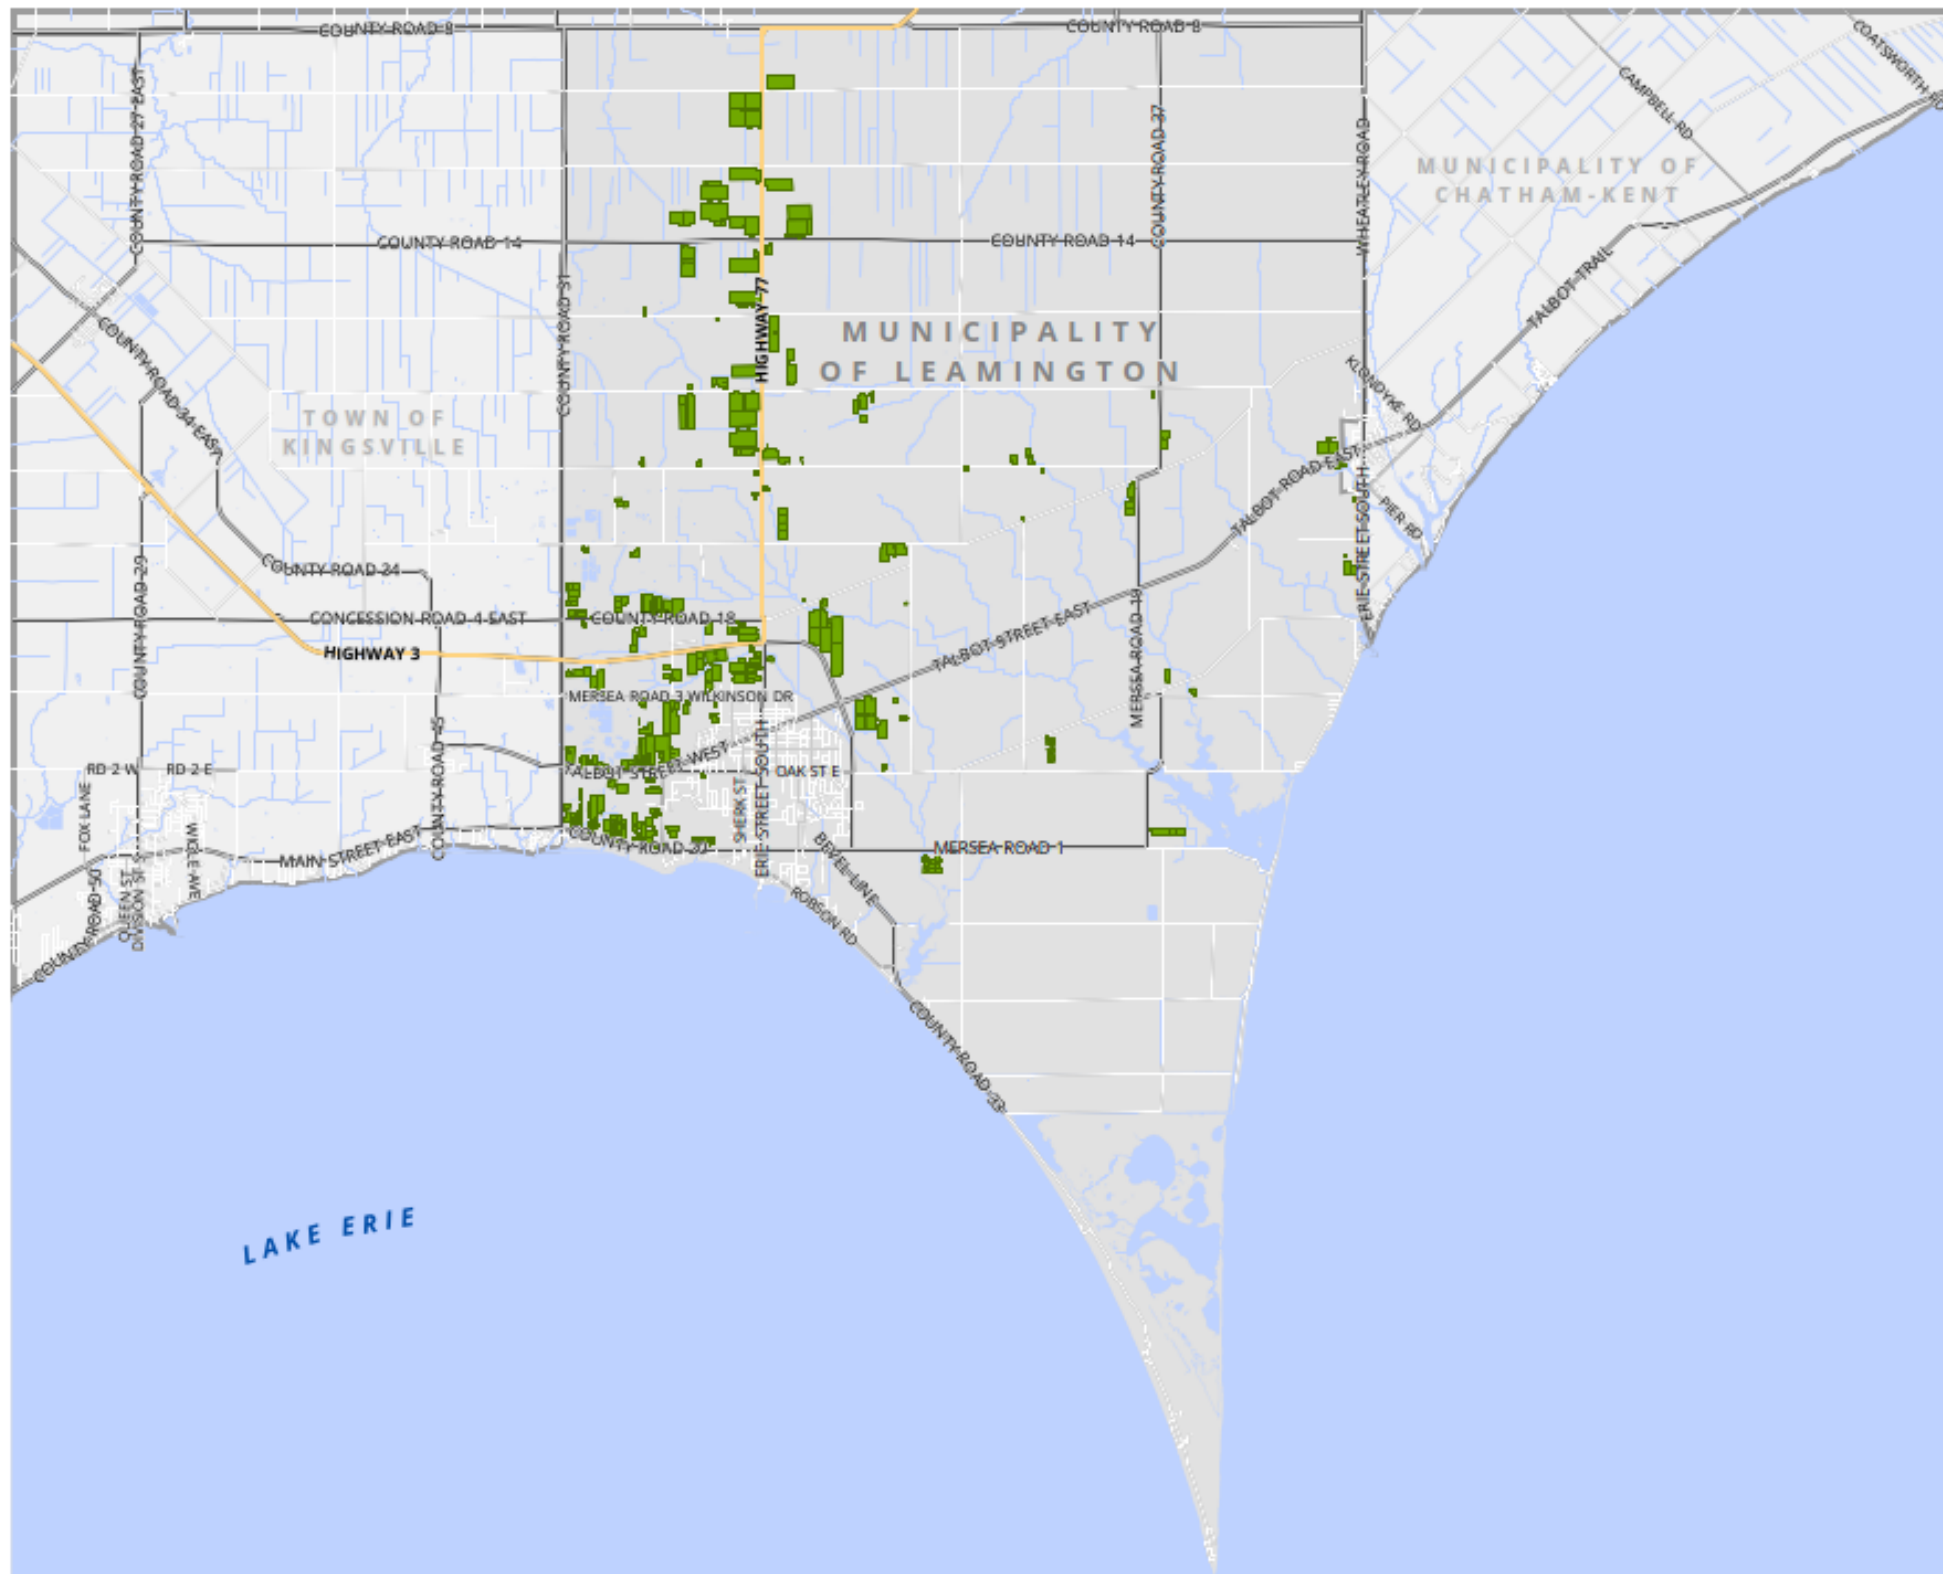 COUNTY ROAD 8
COUNTY ROAD 8
COATSWORTH RD
CAMPBELL RD
COUNTY ROAD 27 EAST
COUNTY ROAD 37
WHEATLEY ROAD
MUNICIPALITY OF
CHATHAM-KENT
COUNTY ROAD 14
COUNTY ROAD 14
TALBOT TRAIL
COUNTY ROAD 31
HIGHWAY 77
MUNICIPALITY
OF LEAMINGTON
COUNTY ROAD 34 EAST
KLONDYKE RD
TOWN OF
KINGSVILLE
TALBOT ROAD EAST
PIER RD
ERIE STREET SOUTH
COUNTY ROAD 24
COUNTY ROAD 29
CONCESSION ROAD 4 EAST
COUNTY ROAD 18
TALBOT STREET EAST
MERSEA ROAD 19
HIGHWAY 3
MERSEA ROAD 3
WILKINSON DR
COUNTY ROAD 45
TALBOT STREET WEST
RD 2 W
RD 2 E
OAK ST E
SHERK ST
ERIE STREET SOUTH
FOX LANE
WIGLE AVE
MAIN STREET EAST
COUNTY ROAD 20
BEVEL LINE
MERSEA ROAD 1
COUNTY ROAD 50
QUEEN ST
DIVISION ST S
ROBSON RD
COUNTY ROAD 50
COUNTY ROAD 33
LAKE ERIE